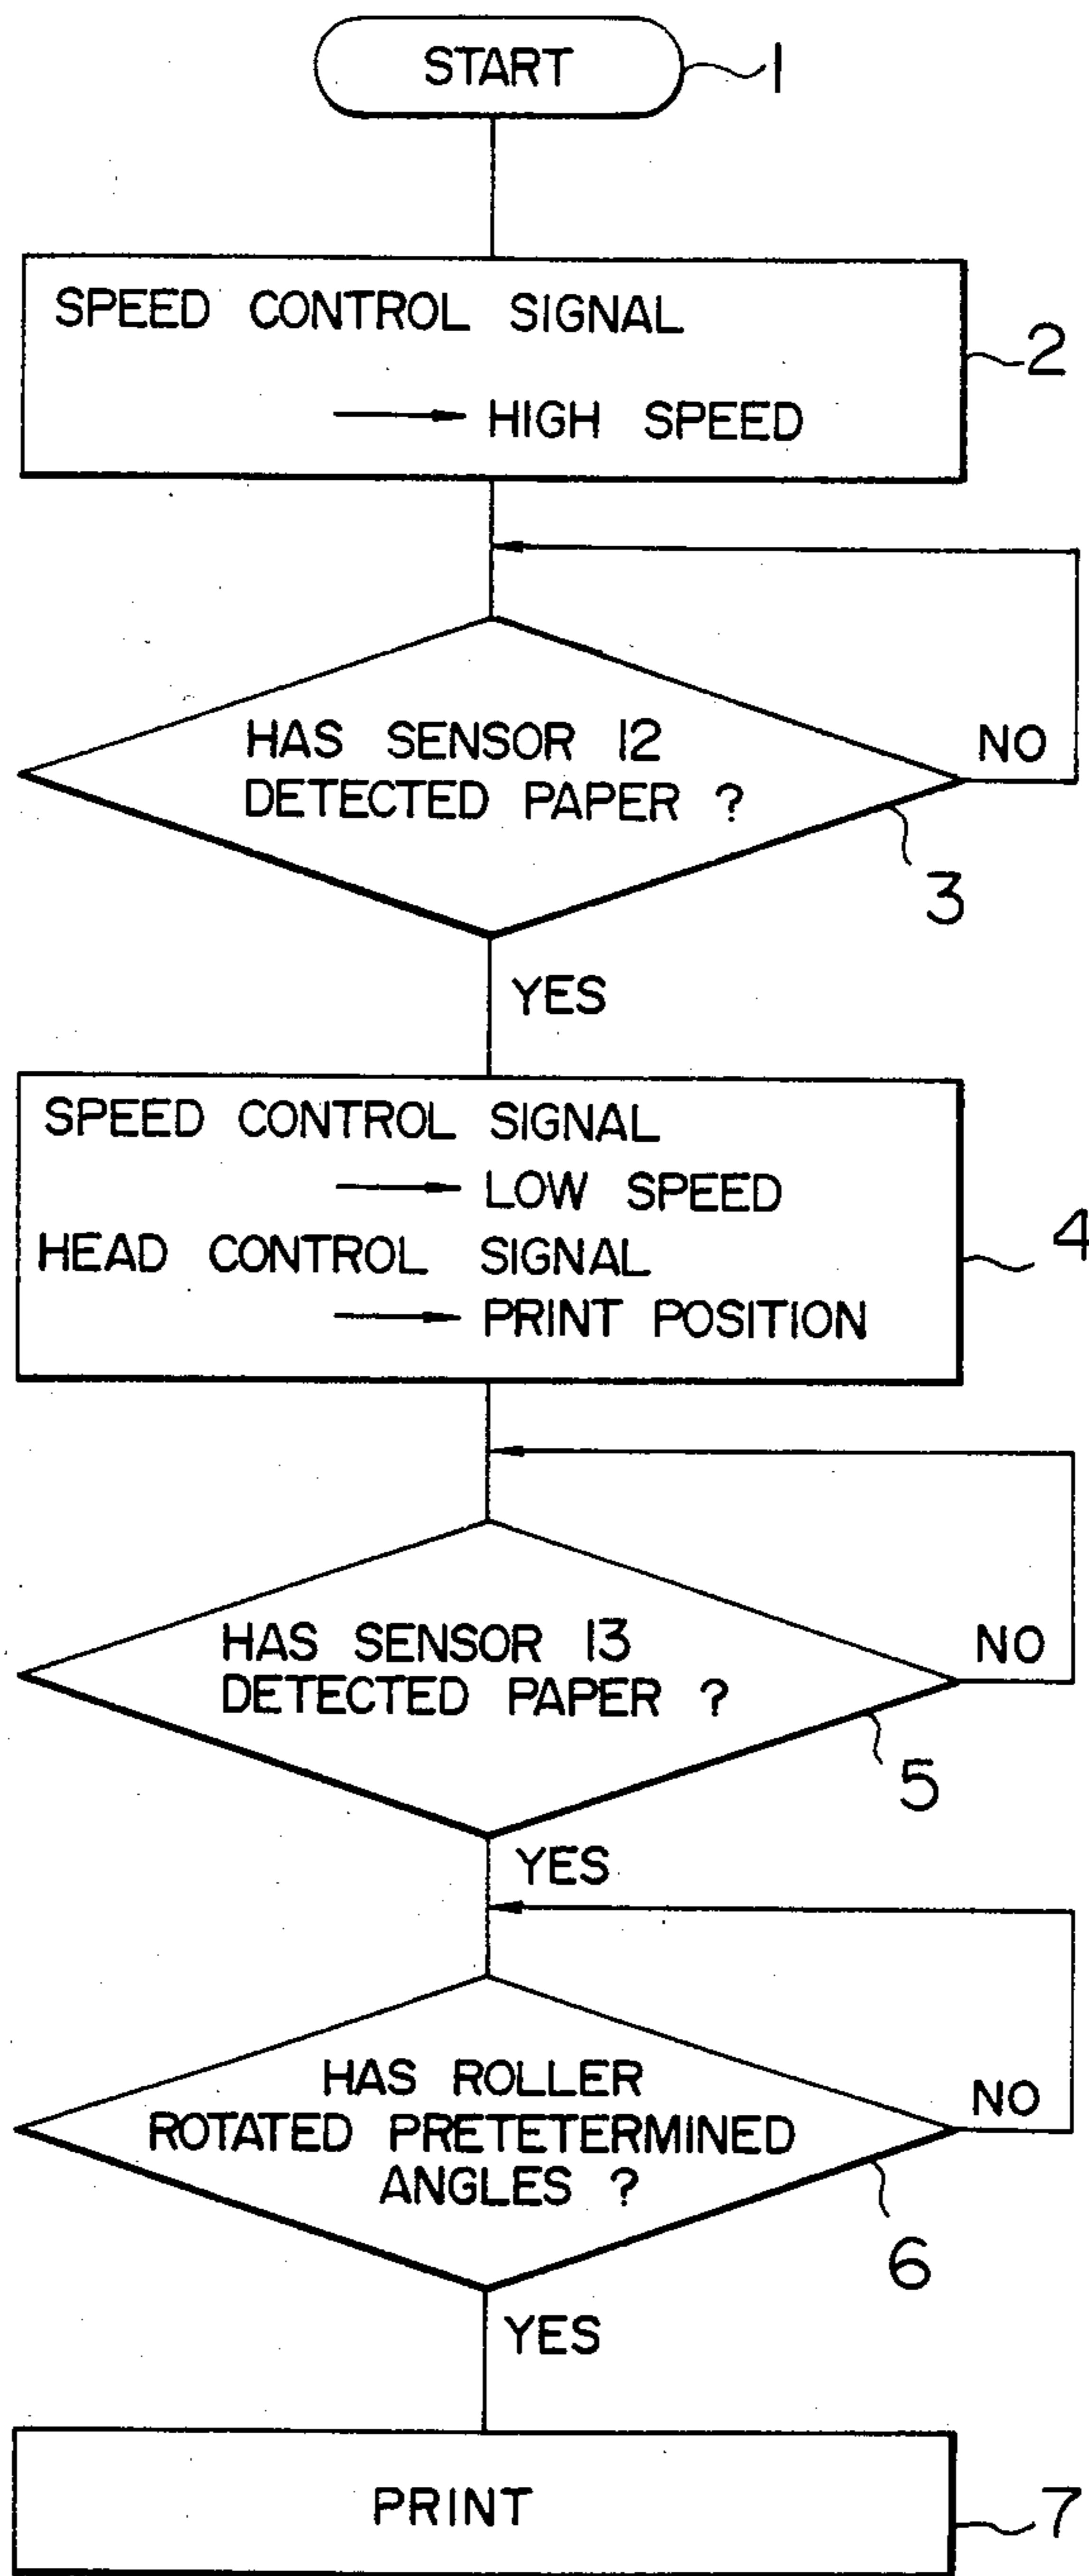 START
1
SPEED CONTROL SIGNAL
→ HIGH SPEED
2
HAS SENSOR 12
DETECTED PAPER ?
NO
3
YES
SPEED CONTROL SIGNAL
→ LOW SPEED
HEAD CONTROL SIGNAL
→ PRINT POSITION
4
HAS SENSOR 13
DETECTED PAPER ?
NO
5
YES
HAS ROLLER
ROTATED PRETETERMINED
ANGLES ?
NO
6
YES
PRINT
7